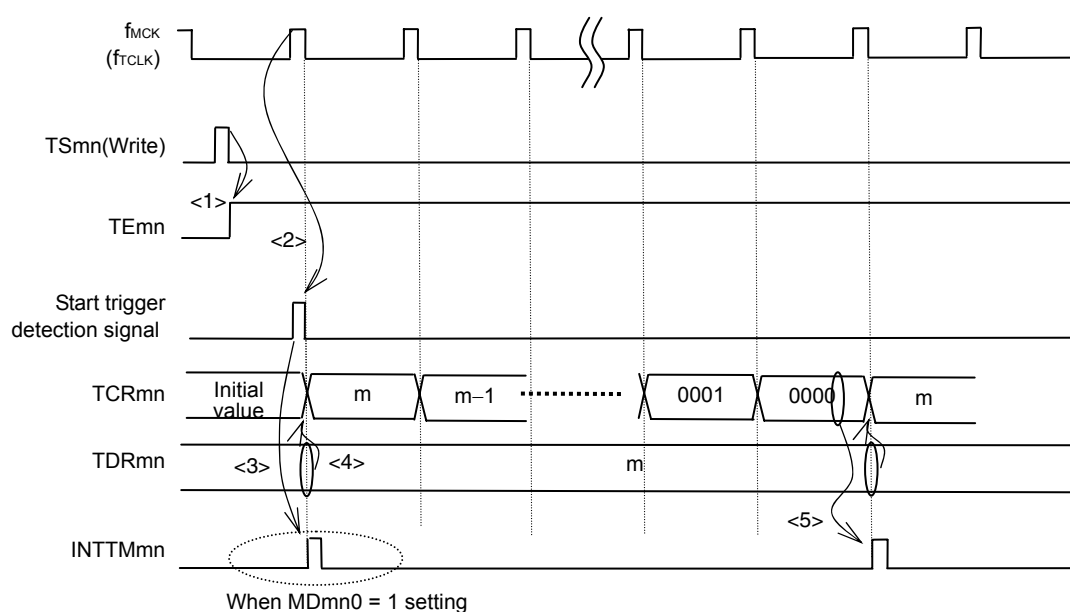 fMCK
(fTCLK)
TSmn(Write)
<1>
TEmn
<2>
Start trigger
detection signal
TCRmn
Initial
value
m
m−1
0001
0000
m
TDRmn
<3>
<4>
m
<5>
INTTMmn
When MDmn0 = 1 setting